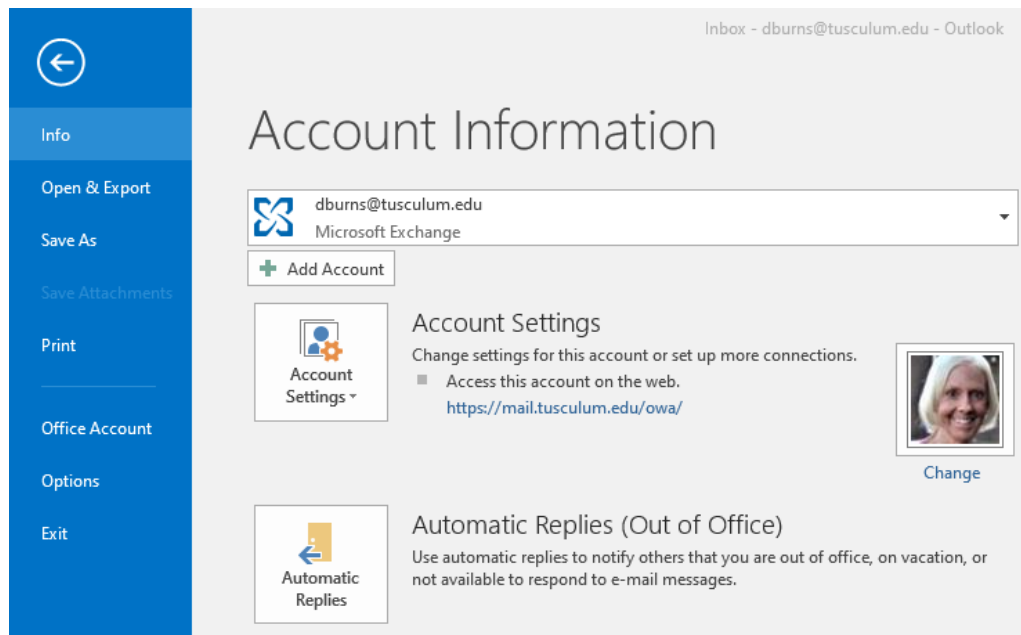 Inbox - dburns@tusculum.edu - Outlook
Info
Open & Export
Save As
Save Attachments
Print
Office Account
Options
Exit
Account Information
dburns@tusculum.edu
Microsoft Exchange
Add Account
Account
Settings
Account Settings
Change settings for this account or set up more connections.
Access this account on the web.
https://mail.tusculum.edu/owa/
Change
Automatic
Replies
Automatic Replies (Out of Office)
Use automatic replies to notify others that you are out of office, on vacation, or
not available to respond to e-mail messages.